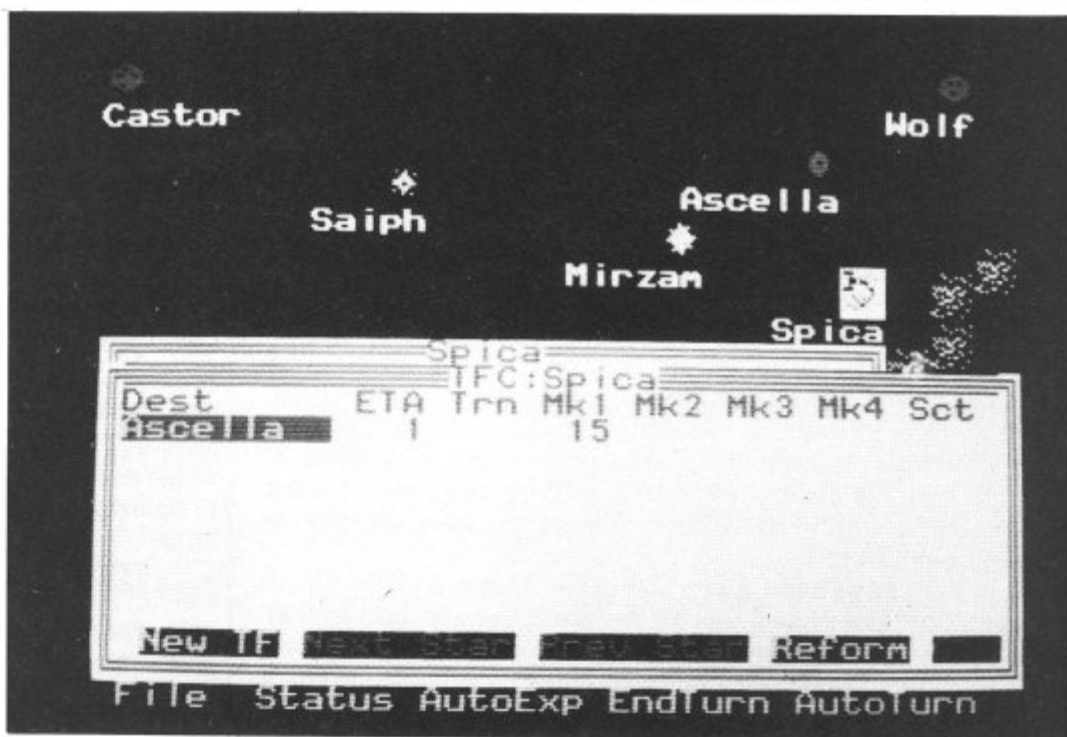 Castor
Wolf
Ascella
Saiph
Mirzam
Spica
Spica
TFC:Spica
Dest ETA Trn Mk1 Mk2 Mk3 Mk4 Sct
Ascella 1 15
New TF Next Star Prev Star Reform
File Status AutoExp EndTurn AutoTurn